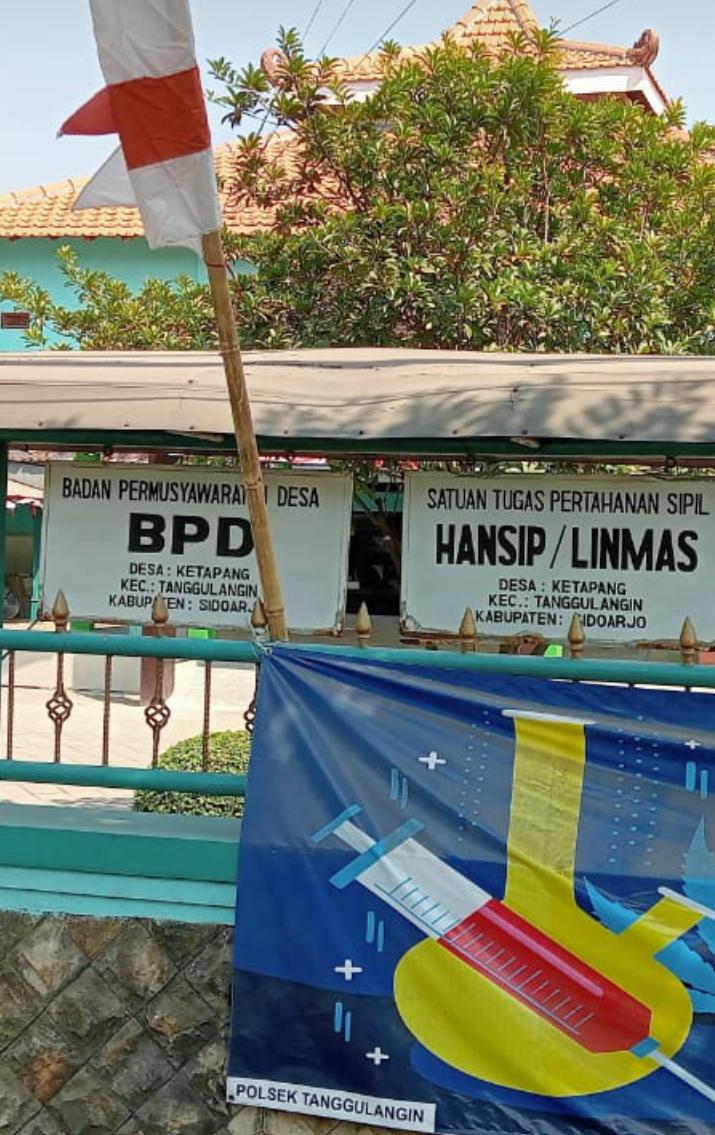 BADAN PERMUSYAWARATAN DESA
BPD
DESA : KETAPANG
KEC.: TANGGULANGIN
KABUPATEN : SIDOARJO
SATUAN TUGAS PERTAHANAN SIPIL
HANSIP/LINMAS
DESA : KETAPANG
KEC.: TANGGULANGIN
KABUPATEN : SIDOARJO
POLSEK TANGGULANGIN